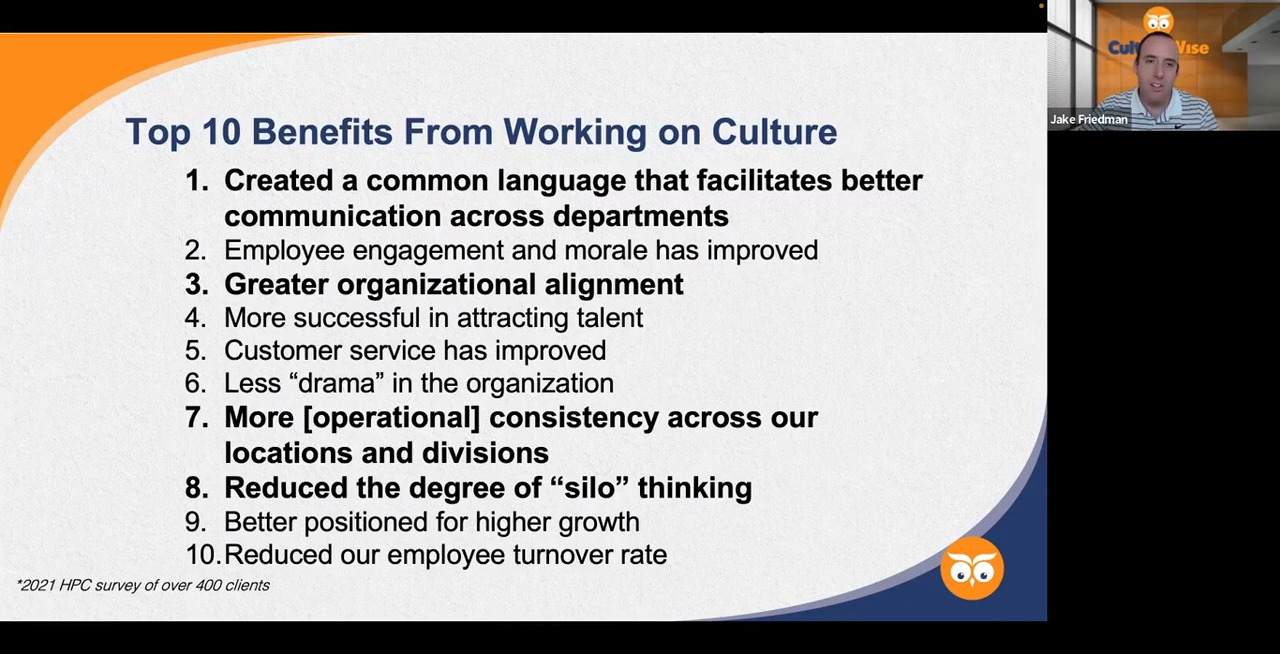 Top 10 Benefits From Working on Culture
1. Created a common language that facilitates better
communication across departments
2. Employee engagement and morale has improved
3. Greater organizational alignment
4. More successful in attracting talent
5. Customer service has improved
6. Less “drama” in the organization
7. More [operational] consistency across our
locations and divisions
8. Reduced the degree of “silo” thinking
9. Better positioned for higher growth
10. Reduced our employee turnover rate
*2021 HPC survey of over 400 clients
Jake Friedman